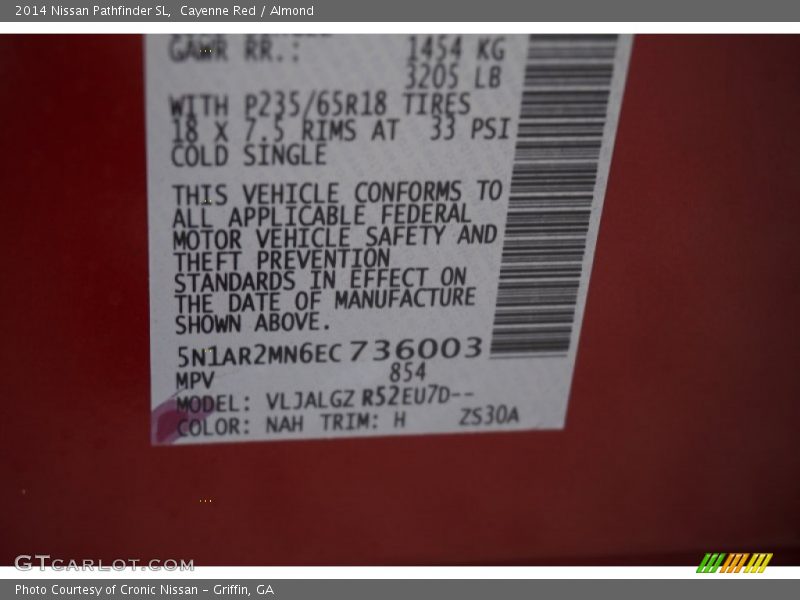 2014 Nissan Pathfinder SL,  Cayenne Red / Almond
GAWR RR.: 1454 KG
3205 LB
WITH P235/65R18 TIRES
18 X 7.5 RIMS AT 33 PSI
COLD SINGLE
THIS VEHICLE CONFORMS TO
ALL APPLICABLE FEDERAL
MOTOR VEHICLE SAFETY AND
THEFT PREVENTION
STANDARDS IN EFFECT ON
THE DATE OF MANUFACTURE
SHOWN ABOVE.
5N1AR2MN6EC736003
MPV 854
MODEL: VLJALGZ R52EU7D--
COLOR: NAH TRIM: H ZS30A
GTCARLOT.COM
Photo Courtesy of Cronic Nissan – Griffin, GA